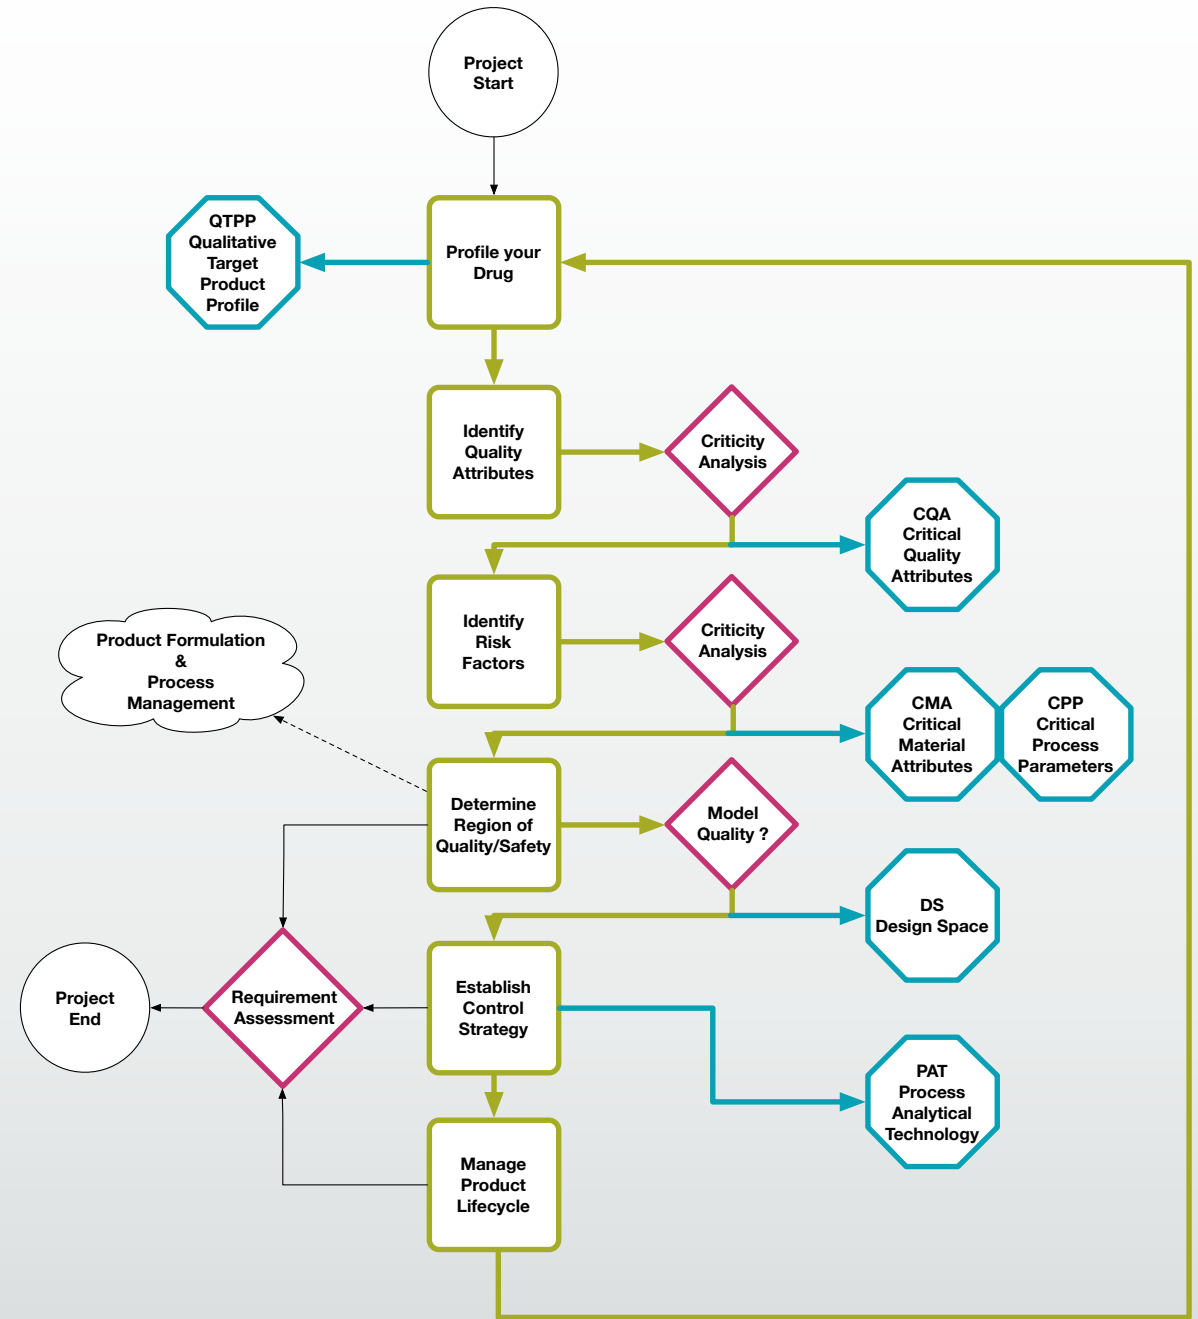 Project
Start
QTPP
Qualitative
Target
Product
Profile
Profile your
Drug
Identify
Quality
Attributes
Criticity
Analysis
CQA
Critical
Quality
Attributes
Identify
Risk
Factors
Criticity
Analysis
Product Formulation
&
Process
Management
CMA
Critical
Material
Attributes
CPP
Critical
Process
Parameters
Determine
Region of
Quality/Safety
Model
Quality ?
DS
Design Space
Project
End
Requirement
Assessment
Establish
Control
Strategy
PAT
Process
Analytical
Technology
Manage
Product
Lifecycle